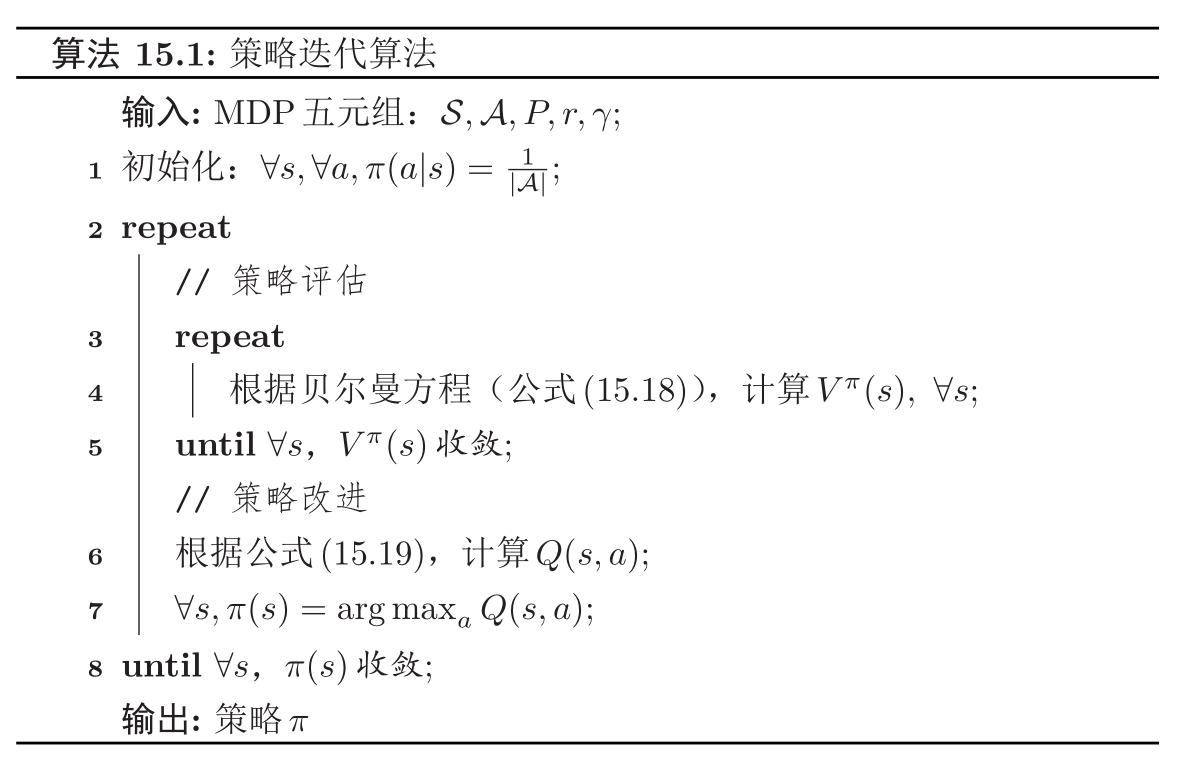 算法 15.1: 策略迭代算法
输入: MDP 五元组：𝒮, 𝒜, P, r, γ;
1 初始化：∀s, ∀a, π(a|s) = 1/|𝒜|;
2 repeat
// 策略评估
3 repeat
4 根据贝尔曼方程（公式(15.18)），计算V^π(s), ∀s;
5 until ∀s，V^π(s)收敛;
// 策略改进
6 根据公式(15.19)，计算Q(s, a);
7 ∀s, π(s) = arg max_a Q(s, a);
8 until ∀s，π(s)收敛;
输出: 策略π